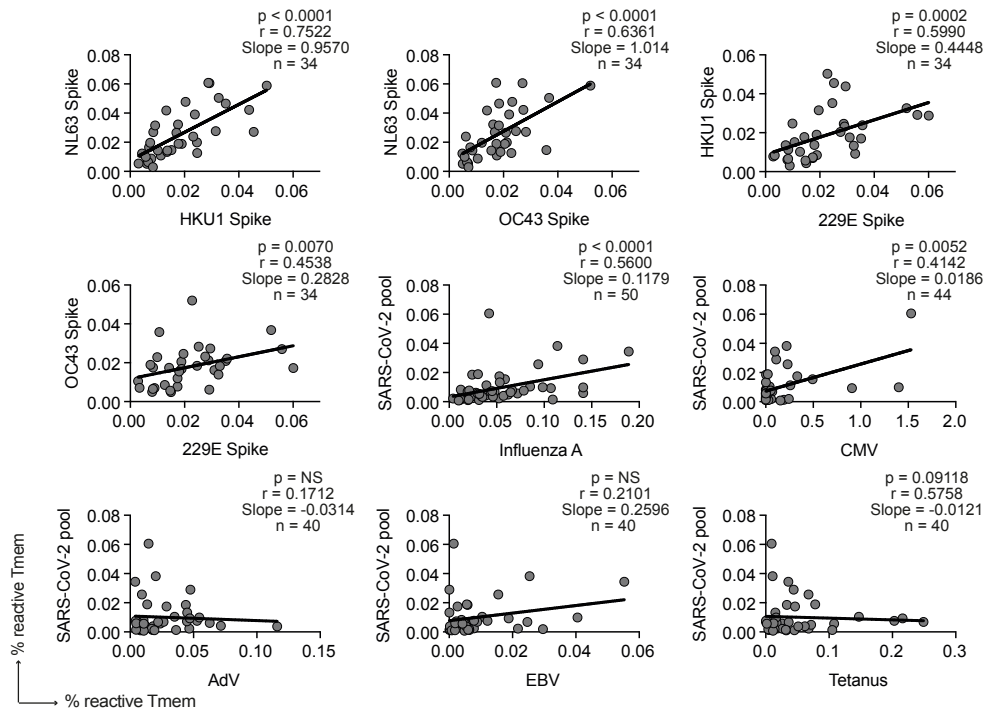 p < 0.0001
r = 0.7522
Slope = 0.9570
n = 34
NL63 Spike
0.08
0.06
0.04
0.02
0.00
0.00 0.02 0.04 0.06
HKU1 Spike
p < 0.0001
r = 0.6361
Slope = 1.014
n = 34
NL63 Spike
0.08
0.06
0.04
0.02
0.00
0.00 0.02 0.04 0.06
OC43 Spike
p = 0.0002
r = 0.5990
Slope = 0.4448
n = 34
HKU1 Spike
0.08
0.06
0.04
0.02
0.00
0.00 0.02 0.04 0.06
229E Spike
p = 0.0070
r = 0.4538
Slope = 0.2828
n = 34
OC43 Spike
0.06
0.04
0.02
0.00
0.00 0.02 0.04 0.06
229E Spike
p < 0.0001
r = 0.5600
Slope = 0.1179
n = 50
SARS-CoV-2 pool
0.08
0.06
0.04
0.02
0.00
0.00 0.05 0.10 0.15 0.20
Influenza A
p = 0.0052
r = 0.4142
Slope = 0.0186
n = 44
SARS-CoV-2 pool
0.08
0.06
0.04
0.02
0.00
0.0 0.5 1.0 1.5 2.0
CMV
p = NS
r = 0.1712
Slope = -0.0314
n = 40
SARS-CoV-2 pool
0.08
0.06
0.04
0.02
0.00
0.00 0.05 0.10 0.15
AdV
p = NS
r = 0.2101
Slope = 0.2596
n = 40
SARS-CoV-2 pool
0.08
0.06
0.04
0.02
0.00
0.00 0.02 0.04 0.06
EBV
p = 0.09118
r = 0.5758
Slope = -0.0121
n = 40
SARS-CoV-2 pool
0.08
0.06
0.04
0.02
0.00
0.0 0.1 0.2 0.3
Tetanus
% reactive Tmem
% reactive Tmem